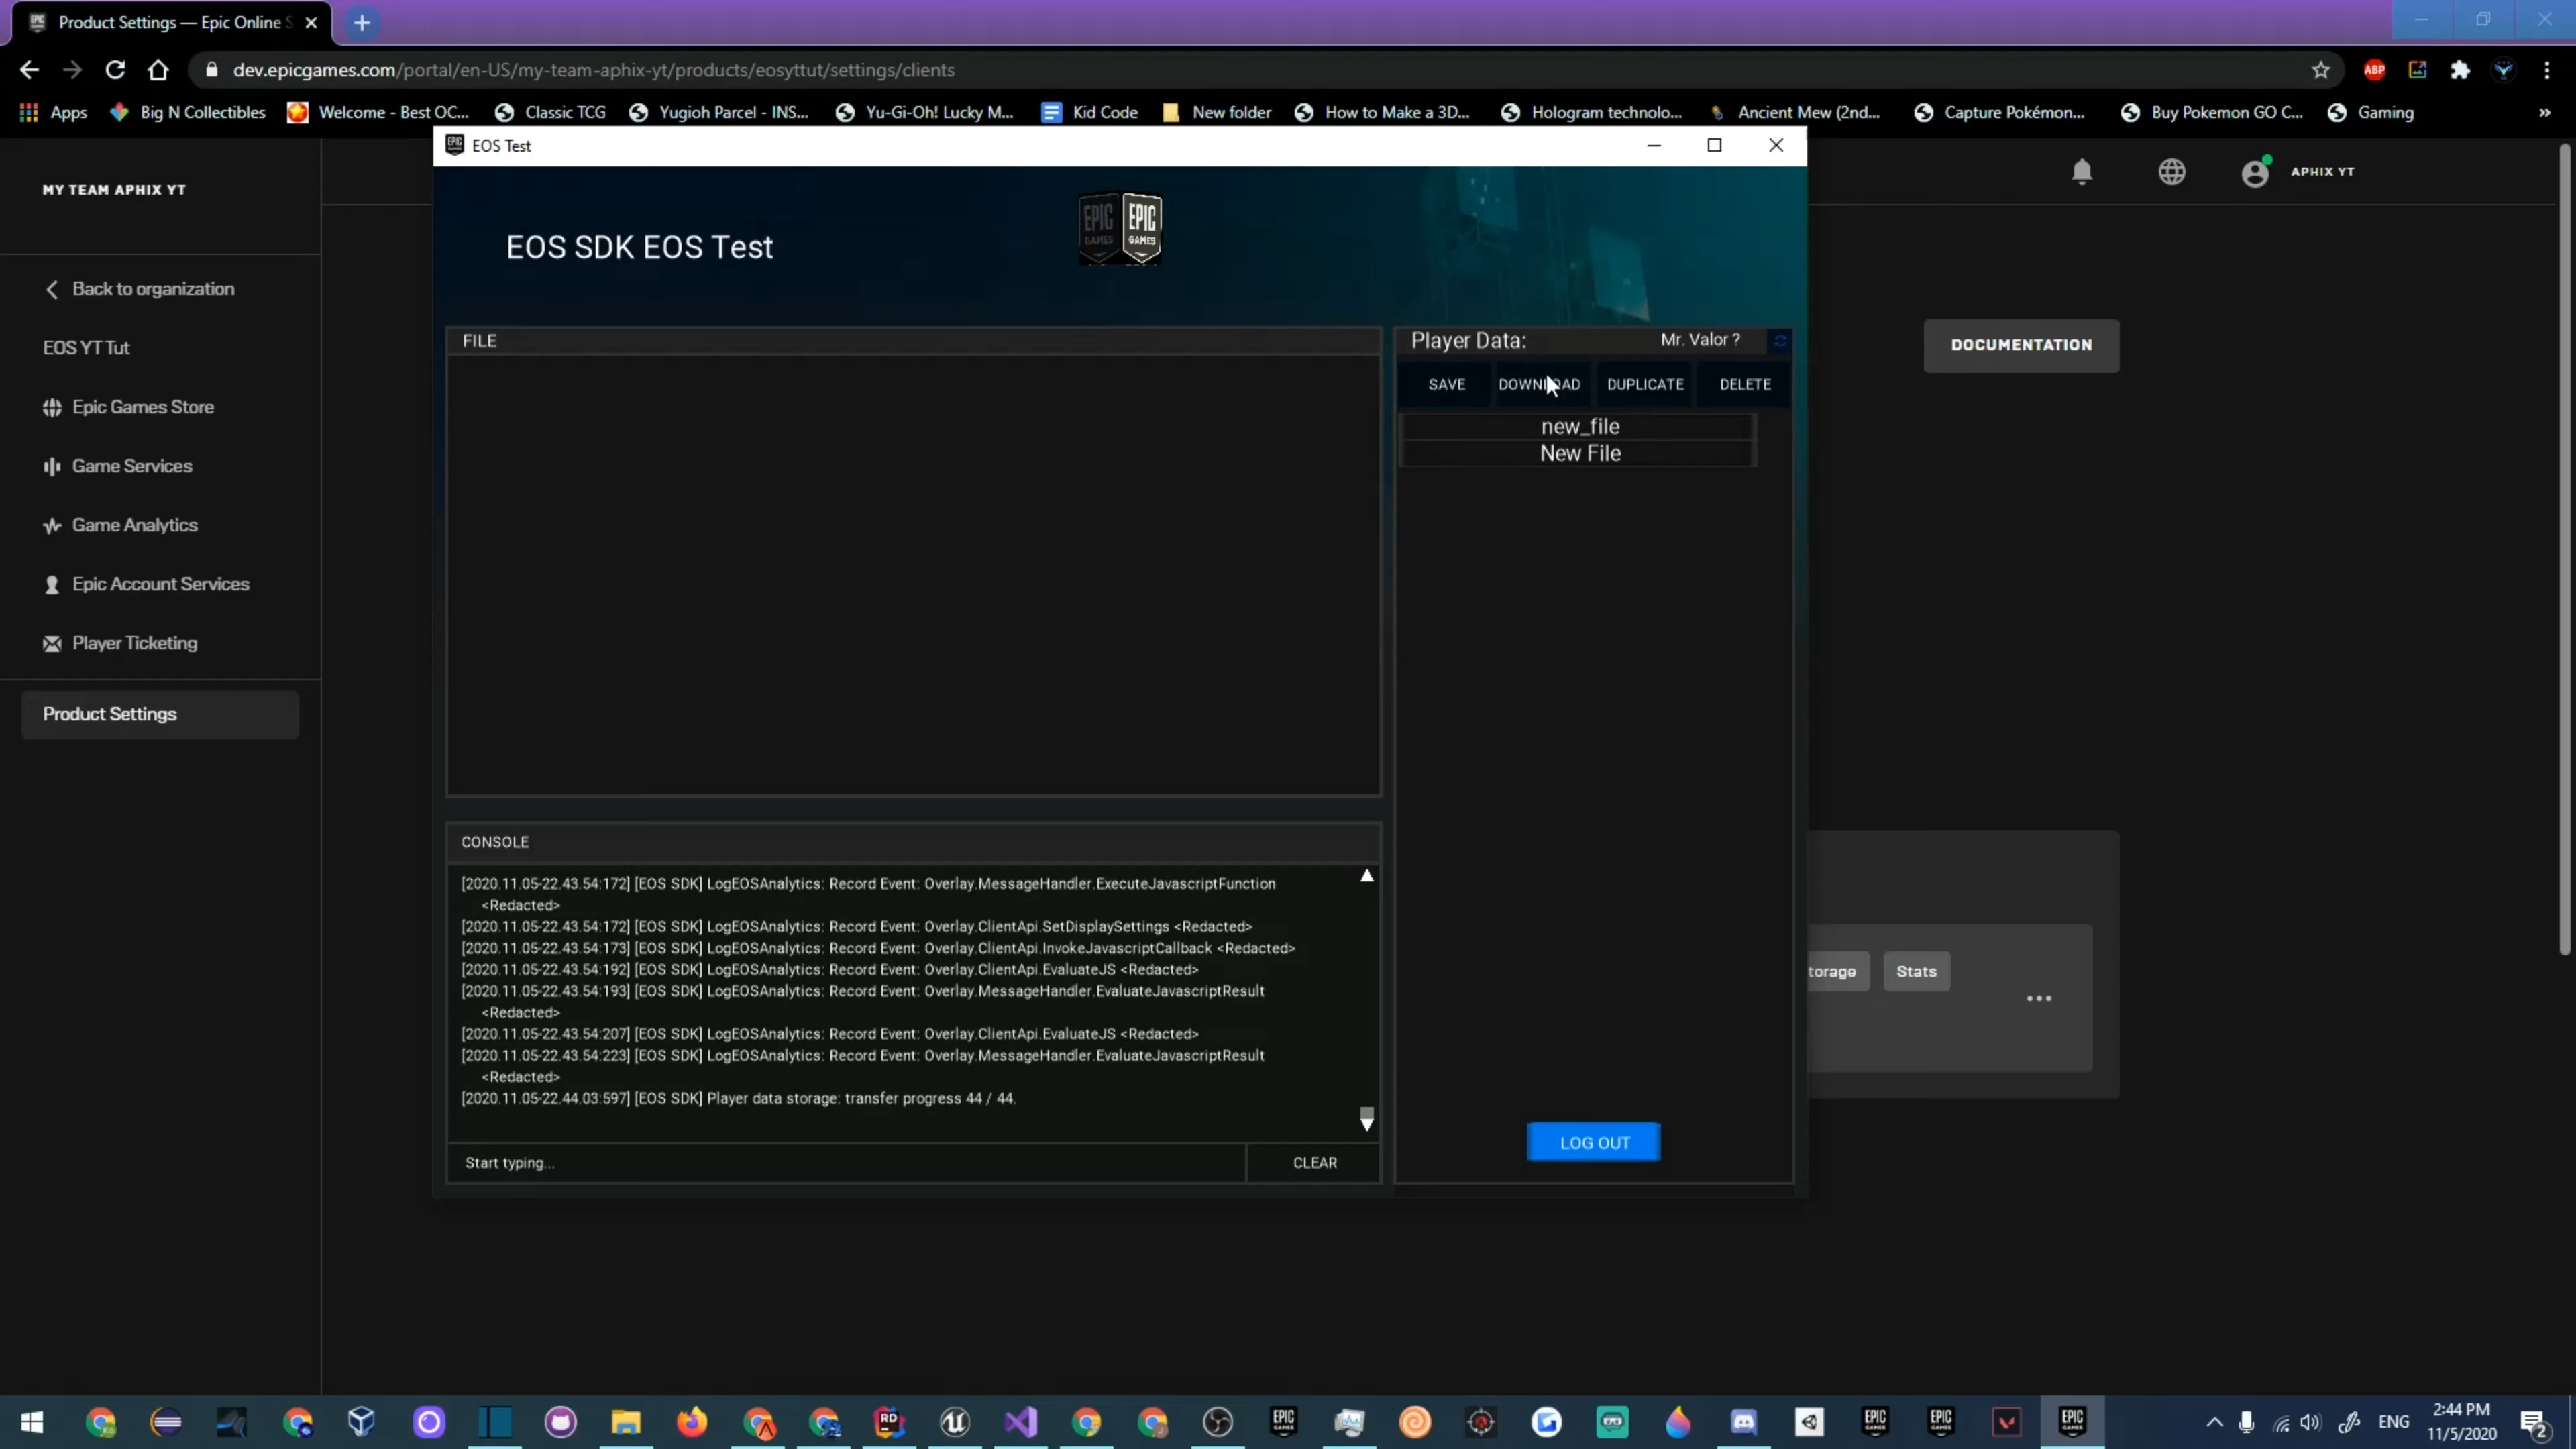 Product Settings — Epic Online S
dev.epicgames.com/portal/en-US/my-team-aphix-yt/products/eosyttut/settings/clients
ABP
Apps
Big N Collectibles
Welcome - Best OC...
Classic TCG
Yugioh Parcel - INS...
Yu-Gi-Oh! Lucky M...
Kid Code
New folder
How to Make a 3D...
Hologram technolo...
Ancient Mew (2nd...
Capture Pokémon...
Buy Pokemon GO C...
Gaming
»
EOS Test
MY TEAM APHIX YT
APHIX YT
Back to organization
EOS YT Tut
Epic Games Store
Game Services
Game Analytics
Epic Account Services
Player Ticketing
Product Settings
EOS SDK EOS Test
EPIC GAMES
EPIC GAMES
DOCUMENTATION
FILE
Player Data:
Mr. Valor ?
SAVE
DOWNLOAD
DUPLICATE
DELETE
new_file
New File
CONSOLE
[2020.11.05-22.43.54:172] [EOS SDK] LogEOSAnalytics: Record Event: Overlay.MessageHandler.ExecuteJavascriptFunction
<Redacted>
[2020.11.05-22.43.54:172] [EOS SDK] LogEOSAnalytics: Record Event: Overlay.ClientApi.SetDisplaySettings <Redacted>
[2020.11.05-22.43.54:173] [EOS SDK] LogEOSAnalytics: Record Event: Overlay.ClientApi.InvokeJavascriptCallback <Redacted>
[2020.11.05-22.43.54:192] [EOS SDK] LogEOSAnalytics: Record Event: Overlay.ClientApi.EvaluateJS <Redacted>
[2020.11.05-22.43.54:193] [EOS SDK] LogEOSAnalytics: Record Event: Overlay.MessageHandler.EvaluateJavascriptResult
<Redacted>
[2020.11.05-22.43.54:207] [EOS SDK] LogEOSAnalytics: Record Event: Overlay.ClientApi.EvaluateJS <Redacted>
[2020.11.05-22.43.54:223] [EOS SDK] LogEOSAnalytics: Record Event: Overlay.MessageHandler.EvaluateJavascriptResult
<Redacted>
[2020.11.05-22.44.03:597] [EOS SDK] Player data storage: transfer progress 44 / 44.
Start typing...
CLEAR
LOG OUT
torage
Stats
RD
EPIC
EPIC
EPIC
EPIC
ENG
2:44 PM
11/5/2020
2